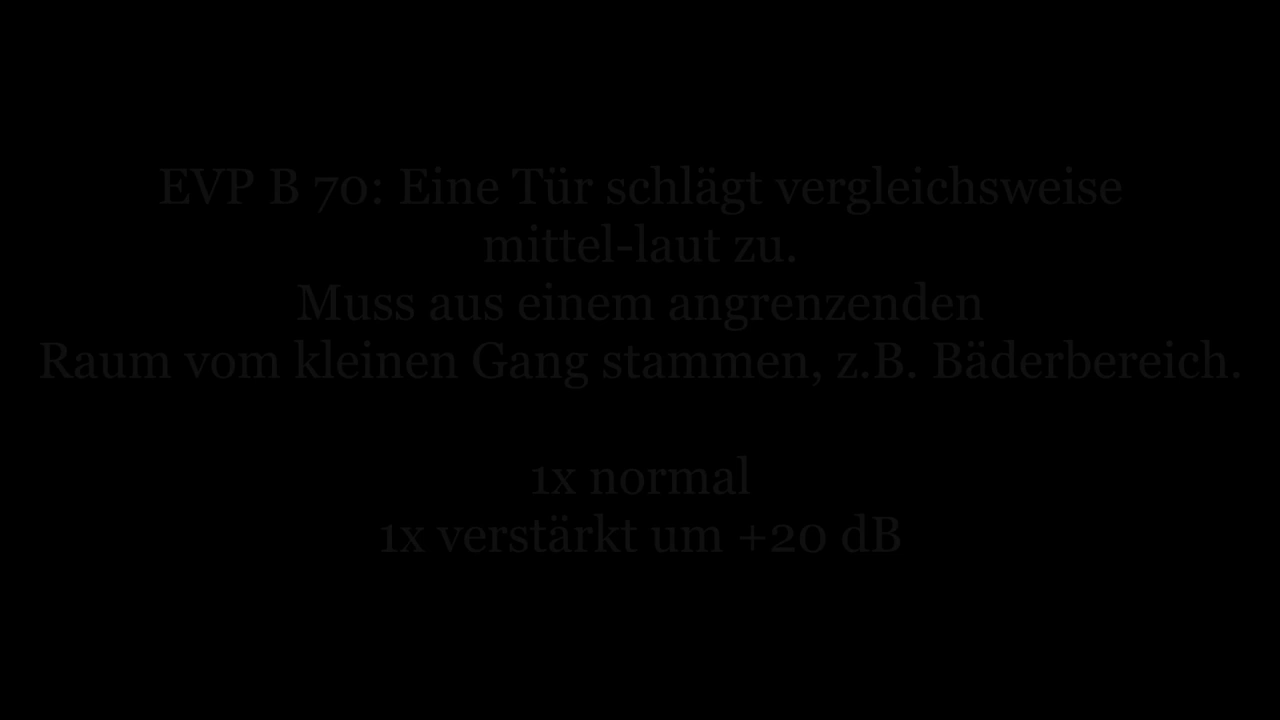 EVP B 70: Eine Tür schlägt vergleichsweise
mittel-laut zu.
Muss aus einem angrenzenden
Raum vom kleinen Gang stammen, z.B. Bäderbereich.
1x normal
1x verstärkt um +20 dB